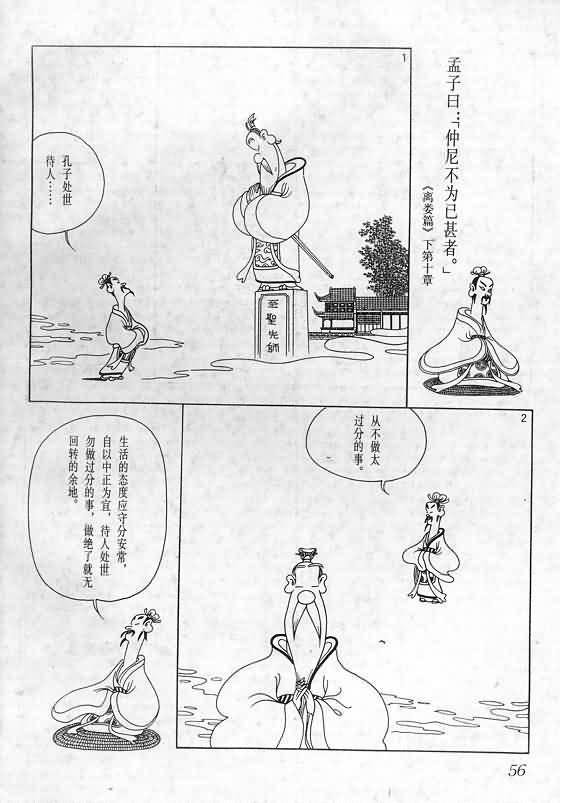 孟子曰：「仲尼不为已甚者。」
《离娄篇》下第十章
1
孔子处世
待人……
至聖先師
2
从不做太
过分的事。
生活的态度应守分安常，
自以中正为宜，待人处世
勿做过分的事，做绝了就无
回转的余地。
56